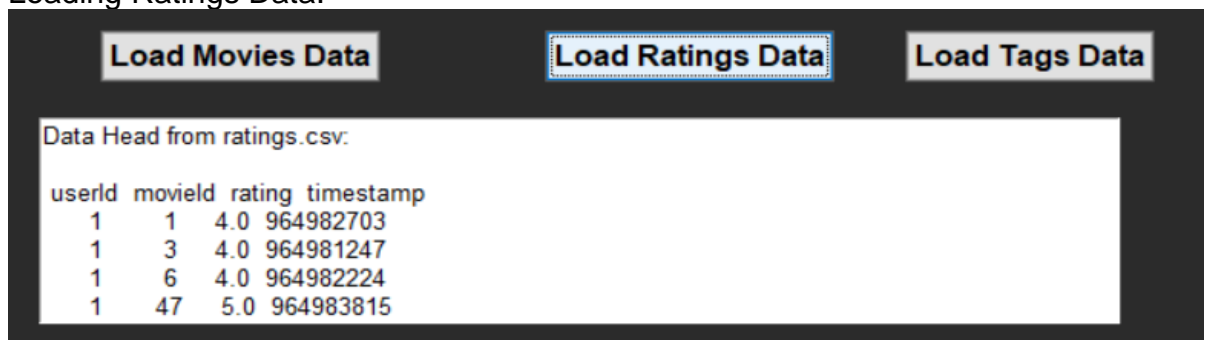 Loading Ratings Data:
Load Movies Data Load Ratings Data Load Tags Data
Data Head from ratings.csv:
userId movieId rating timestamp
1 1 4.0 964982703
1 3 4.0 964981247
1 6 4.0 964982224
1 47 5.0 964983815